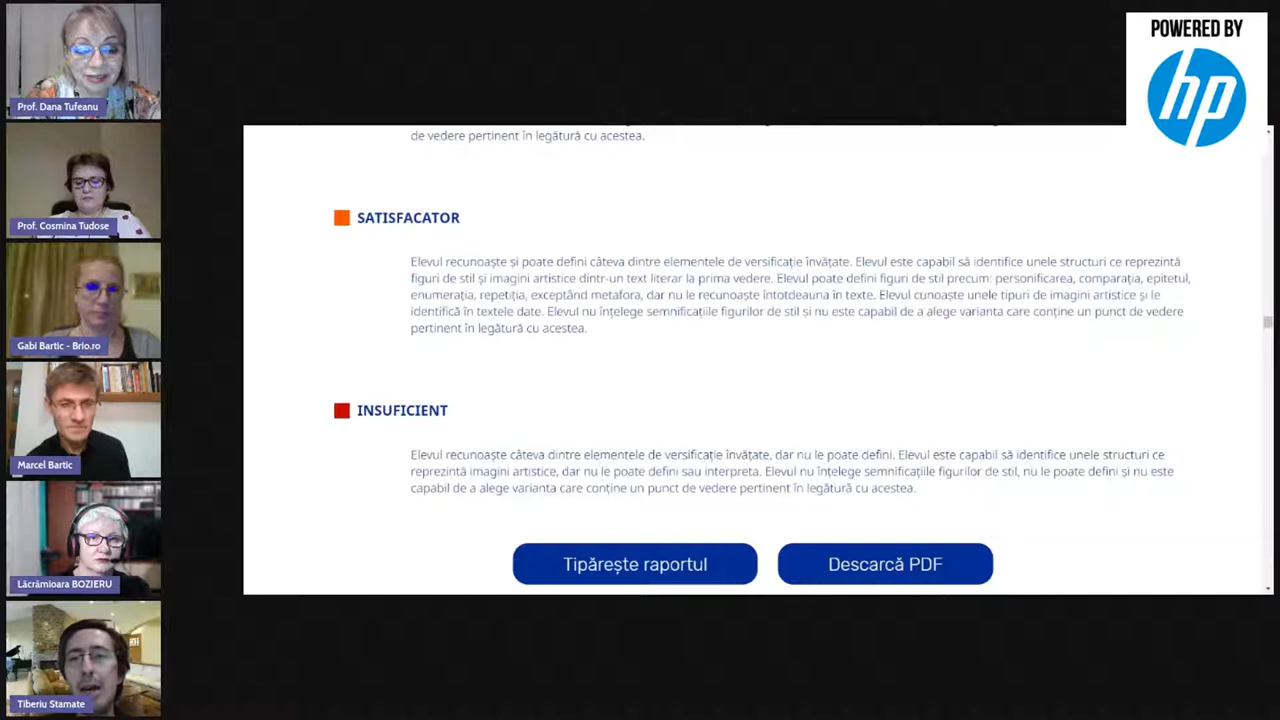 POWERED BY
hp
Prof. Dana Tufeanu
Prof. Cosmina Tudose
Gabi Bartic - Brio.ro
Marcel Bartic
Lăcrămioara BOZIERU
Tiberiu Stamate
de vedere pertinent în legătură cu acestea.
SATISFACATOR
Elevul recunoaște și poate defini câteva dintre elementele de versificație învățate. Elevul este capabil să identifice unele structuri ce reprezintă
figuri de stil și imagini artistice dintr-un text literar la prima vedere. Elevul poate defini figuri de stil precum: personificarea, comparația, epitetul,
enumerația, repetiția, exceptând metafora, dar nu le recunoaște întotdeauna în texte. Elevul cunoaște unele tipuri de imagini artistice și le
identifică în textele date. Elevul nu înțelege semnificațiile figurilor de stil și nu este capabil de a alege varianta care conține un punct de vedere
pertinent în legătură cu acestea.
INSUFICIENT
Elevul recunoaște câteva dintre elementele de versificație învățate, dar nu le poate defini. Elevul este capabil să identifice unele structuri ce
reprezintă imagini artistice, dar nu le poate defini sau interpreta. Elevul nu înțelege semnificațiile figurilor de stil, nu le poate defini și nu este
capabil de a alege varianta care conține un punct de vedere pertinent în legătură cu acestea.
Tipărește raportul
Descarcă PDF